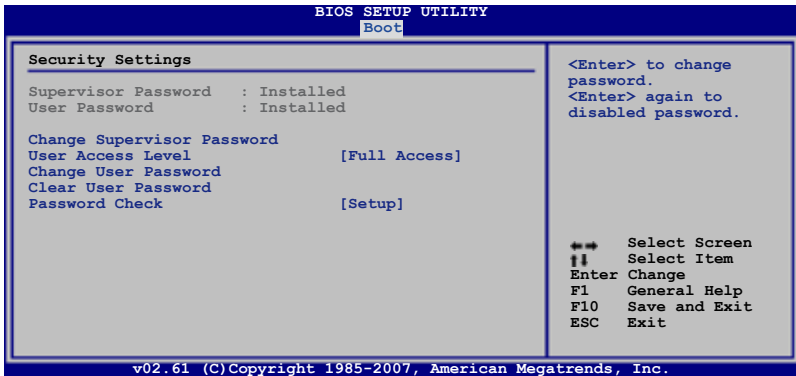 BIOS SETUP UTILITY
Boot
Security Settings
Supervisor Password : Installed
User Password : Installed
Change Supervisor Password
User Access Level [Full Access]
Change User Password
Clear User Password
Password Check [Setup]
<Enter> to change
password.
<Enter> again to
disabled password.
←→ Select Screen
↑↓ Select Item
Enter Change
F1 General Help
F10 Save and Exit
ESC Exit
v02.61 (C)Copyright 1985-2007, American Megatrends, Inc.